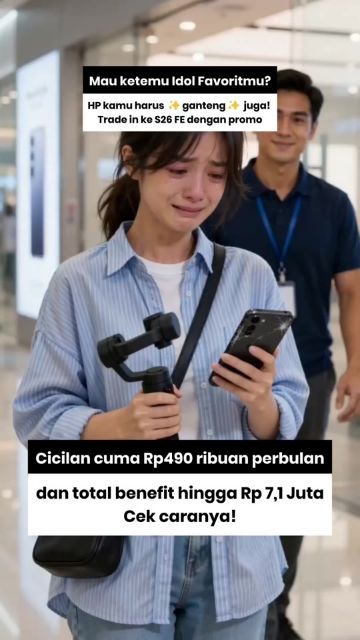 Mau ketemu Idol Favoritmu?
HP kamu harus ✨ganteng✨ juga!
Trade in ke S26 FE dengan promo
Cicilan cuma Rp490 ribuan perbulan
dan total benefit hingga Rp 7,1 Juta
Cek caranya!